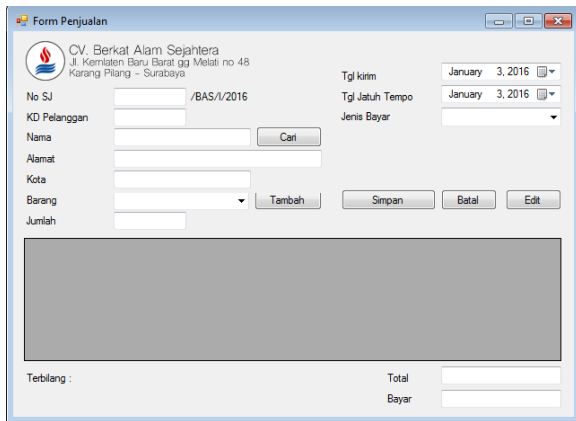 Form Penjualan
CV. Berkat Alam Sejahtera
Jl. Kemlaten Baru Barat gg Melati no 48
Karang Pilang - Surabaya
Tgl kirim January 3, 2016
No SJ /BAS/I/2016 Tgl Jatuh Tempo January 3, 2016
KD Pelanggan Jenis Bayar
Nama Cari
Alamat
Kota
Barang Tambah Simpan Batal Edit
Jumlah
Terbilang : Total
Bayar